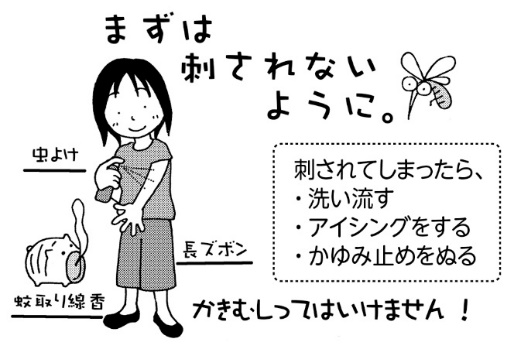 まずは
刺されない
ように。
虫よけ
長ズボン
蚊取り線香
刺されてしまったら、
・洗い流す
・アイシングをする
・かゆみ止めをぬる
かきむしってはいけません！